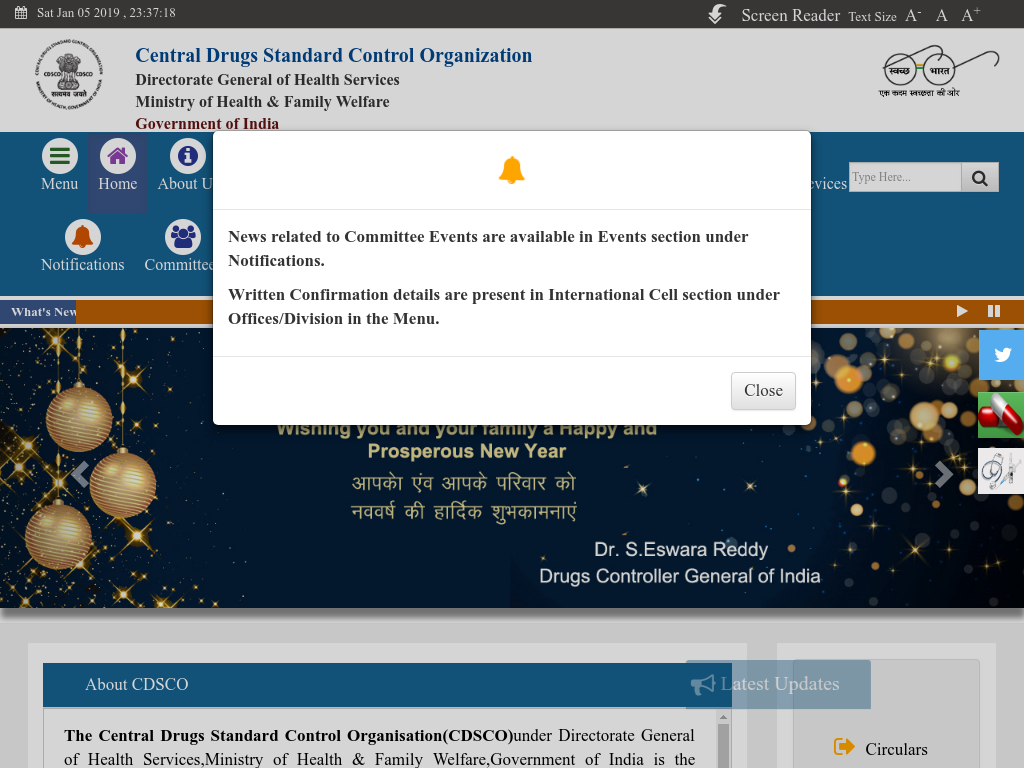 Sat Jan 05 2019 , 23:37:18
Screen Reader Text Size A- A A+
Central Drugs Standard Control Organization
Directorate General of Health Services
Ministry of Health & Family Welfare
Government of India
CDSCO CDSCO
सत्यमेव जयते
स्वच्छ भारत
एक कदम स्वच्छता की ओर
Menu Home About U
Type Here...
Notifications Committee
News related to Committee Events are available in Events section under
Notifications.
Written Confirmation details are present in International Cell section under
Offices/Division in the Menu.
Close
What's New
Wishing you and your family a Happy and
Prosperous New Year
आपको एंव आपके परिवार को
नववर्ष की हार्दिक शुभकामनाएं
Dr. S.Eswara Reddy
Drugs Controller General of India
About CDSCO
Latest Updates
The Central Drugs Standard Control Organisation(CDSCO)under Directorate General
of Health Services,Ministry of Health & Family Welfare,Government of India is the
Circulars